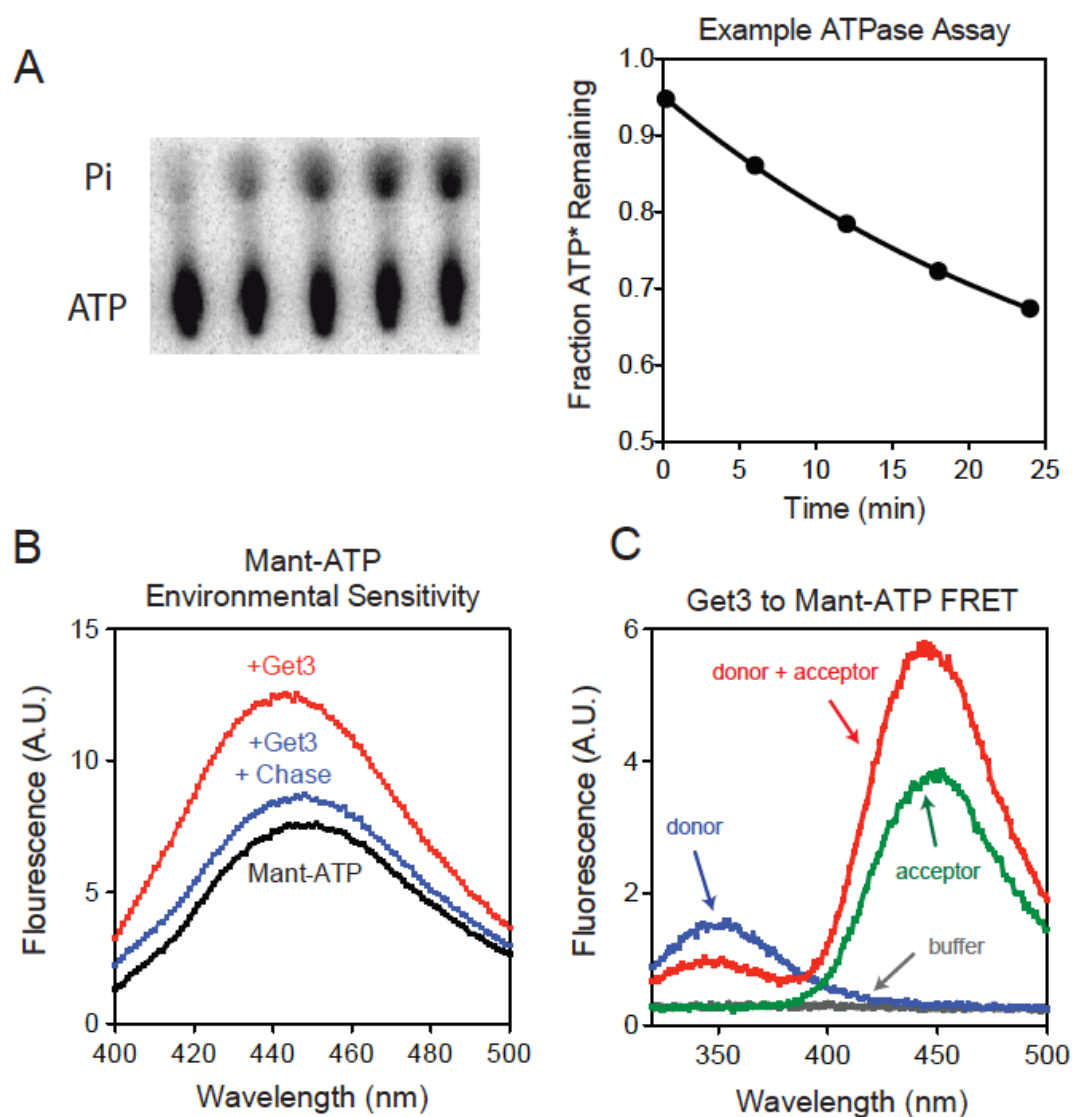 A
Pi
ATP
Example ATPase Assay
Fraction ATP* Remaining
1.0
0.9
0.8
0.7
0.6
0.5
0 5 10 15 20 25
Time (min)
B
Mant-ATP
Environmental Sensitivity
Flourescence (A.U.)
15
10
5
0
+Get3
+Get3
+ Chase
Mant-ATP
400 420 440 460 480 500
Wavelength (nm)
C
Get3 to Mant-ATP FRET
Fluorescence (A.U.)
6
4
2
0
donor + acceptor
donor
acceptor
buffer
350 400 450 500
Wavelength (nm)